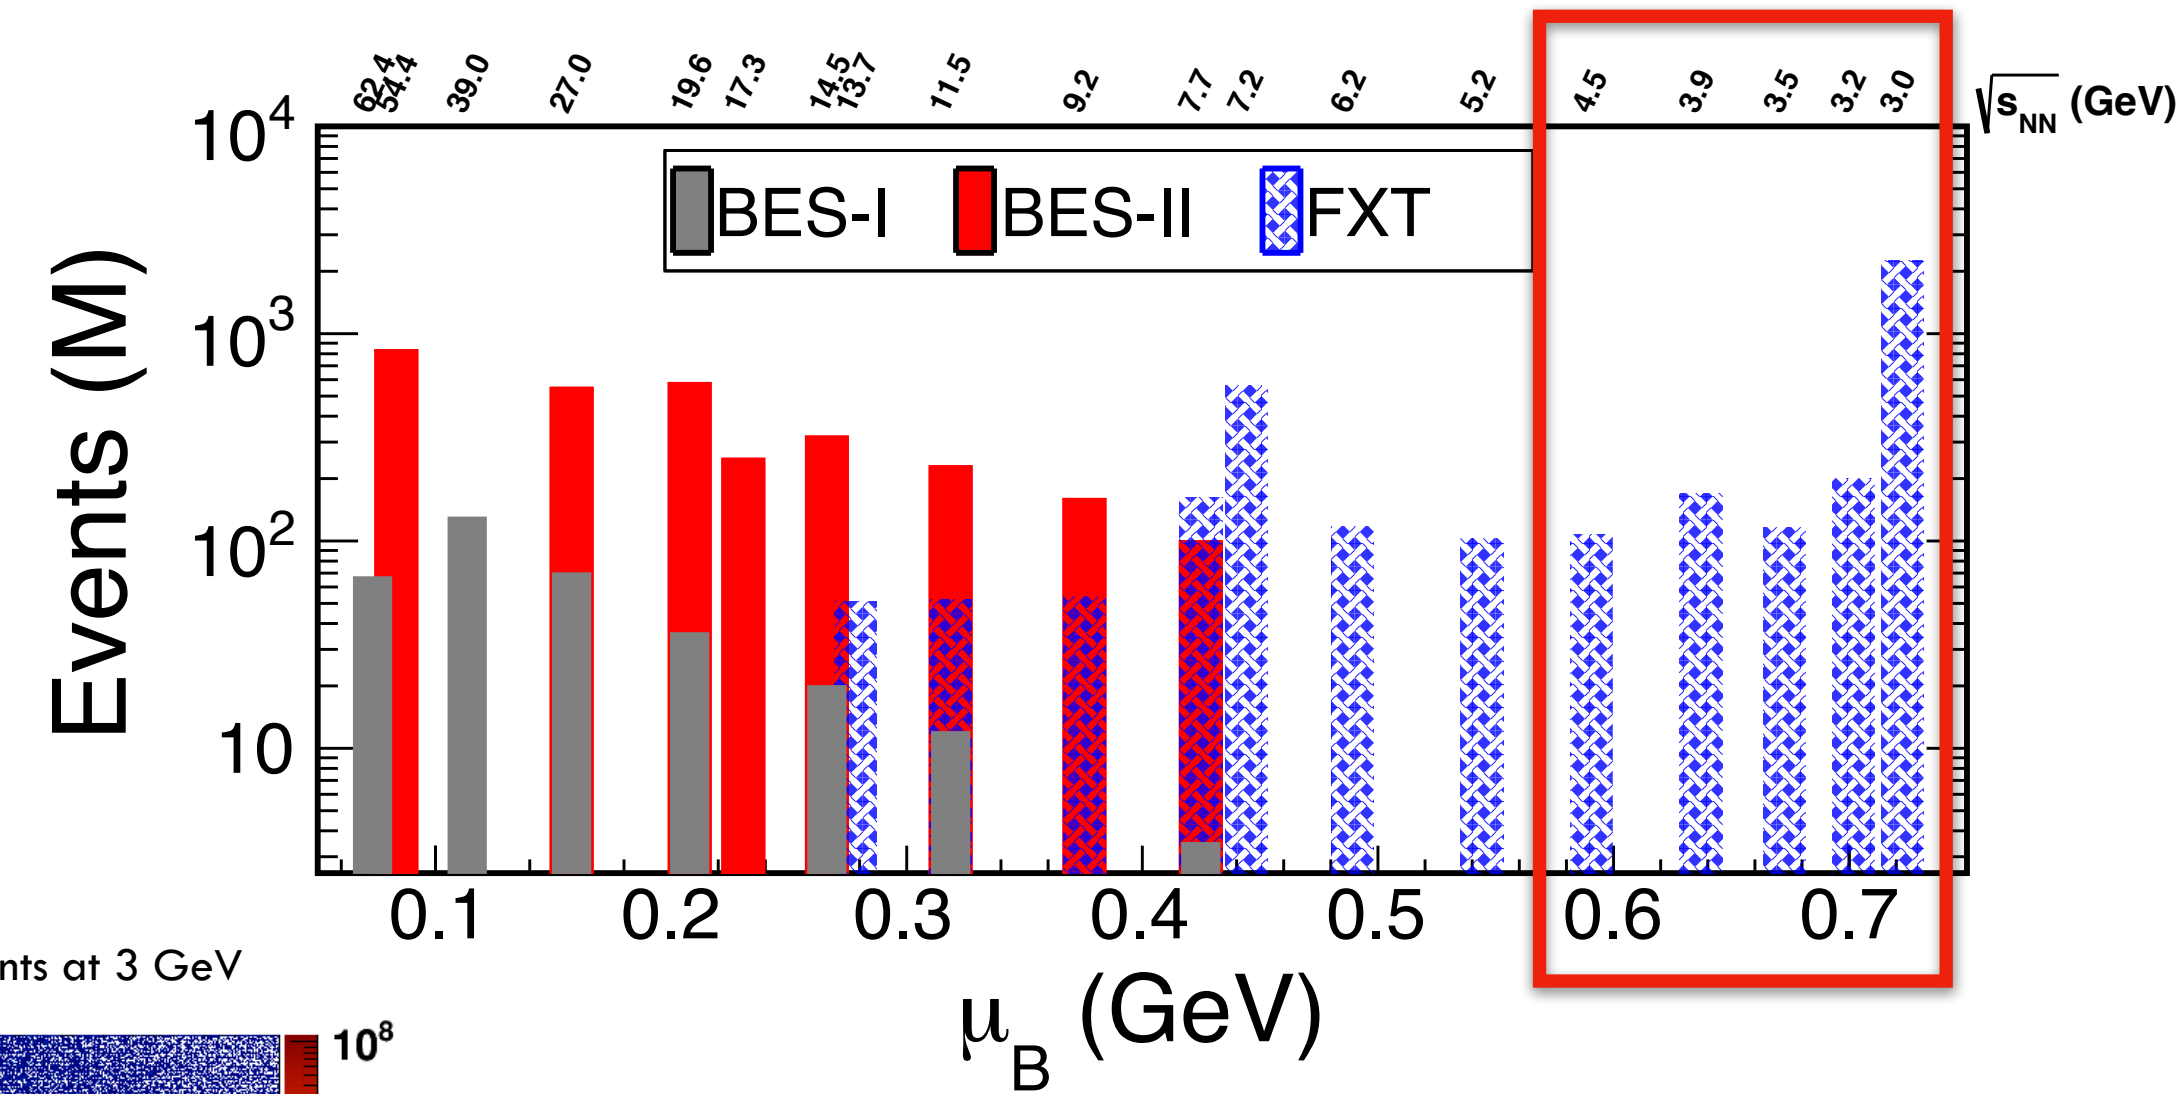 62.4 54.4 39.0 27.0 19.6 17.3 14.5 13.7 11.5 9.2 7.7 7.2 6.2 5.2 4.5 3.9 3.5 3.2 3.0 √s_NN (GeV)
10⁴
BES-I BES-II FXT
10³
10²
10
Events (M)
0.1 0.2 0.3 0.4 0.5 0.6 0.7
μ_B (GeV)
nts at 3 GeV
10⁸